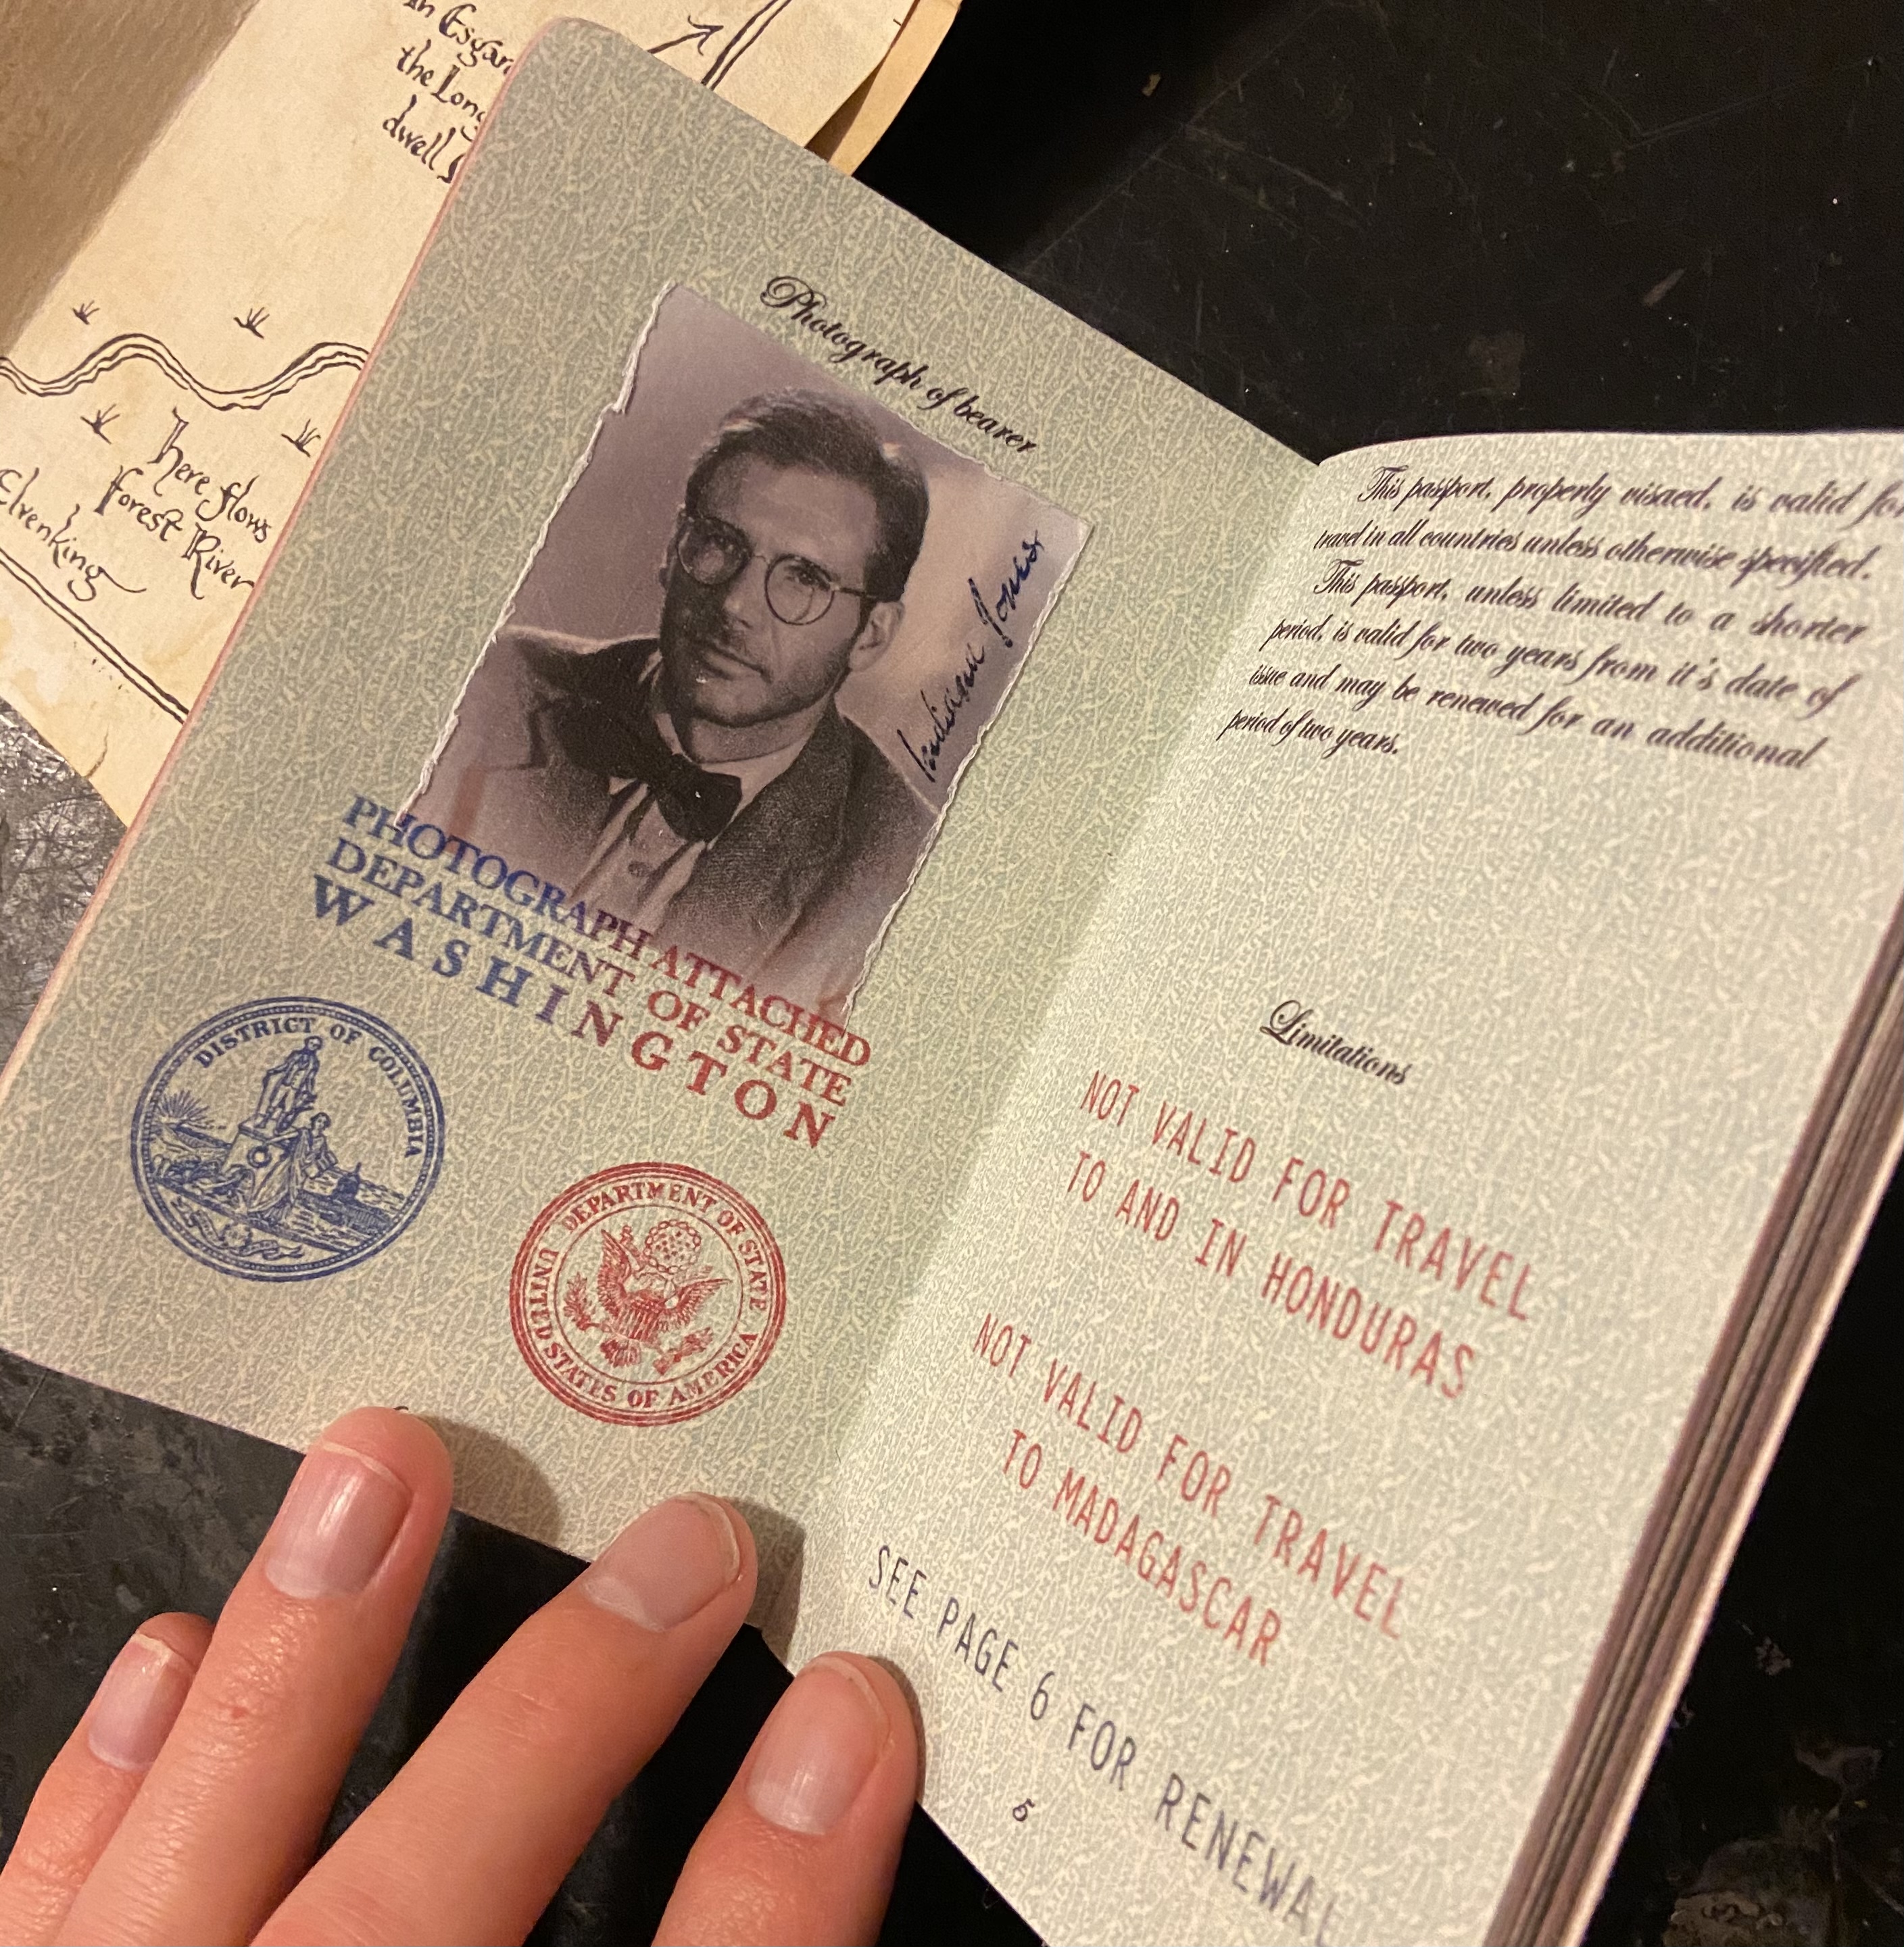 in Esgar
the Long
dwell
here flows
Forest River
Elvenking
Photograph of bearer
Indiana Jones
PHOTOGRAPH ATTACHED
DEPARTMENT OF STATE
WASHINGTON
DISTRICT OF COLUMBIA
DEPARTMENT OF STATE
UNITED STATES OF AMERICA
This passport, properly visaed, is valid for
travel in all countries unless otherwise specified.
This passport, unless limited to a shorter
period, is valid for two years from it's date of
issue and may be renewed for an additional
period of two years.
Limitations
NOT VALID FOR TRAVEL
TO AND IN HONDURAS
NOT VALID FOR TRAVEL
TO MADAGASCAR
SEE PAGE 6 FOR RENEWAL
5